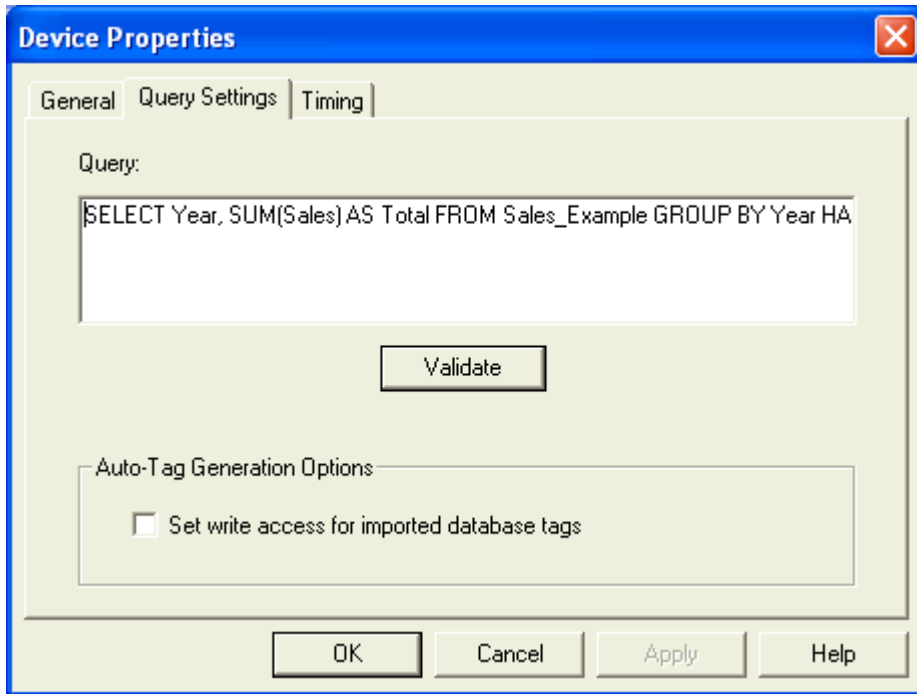 Device Properties
General Query Settings Timing
Query:
SELECT Year, SUM(Sales) AS Total FROM Sales_Example GROUP BY Year HA
Validate
Auto-Tag Generation Options
Set write access for imported database tags
OK Cancel Apply Help